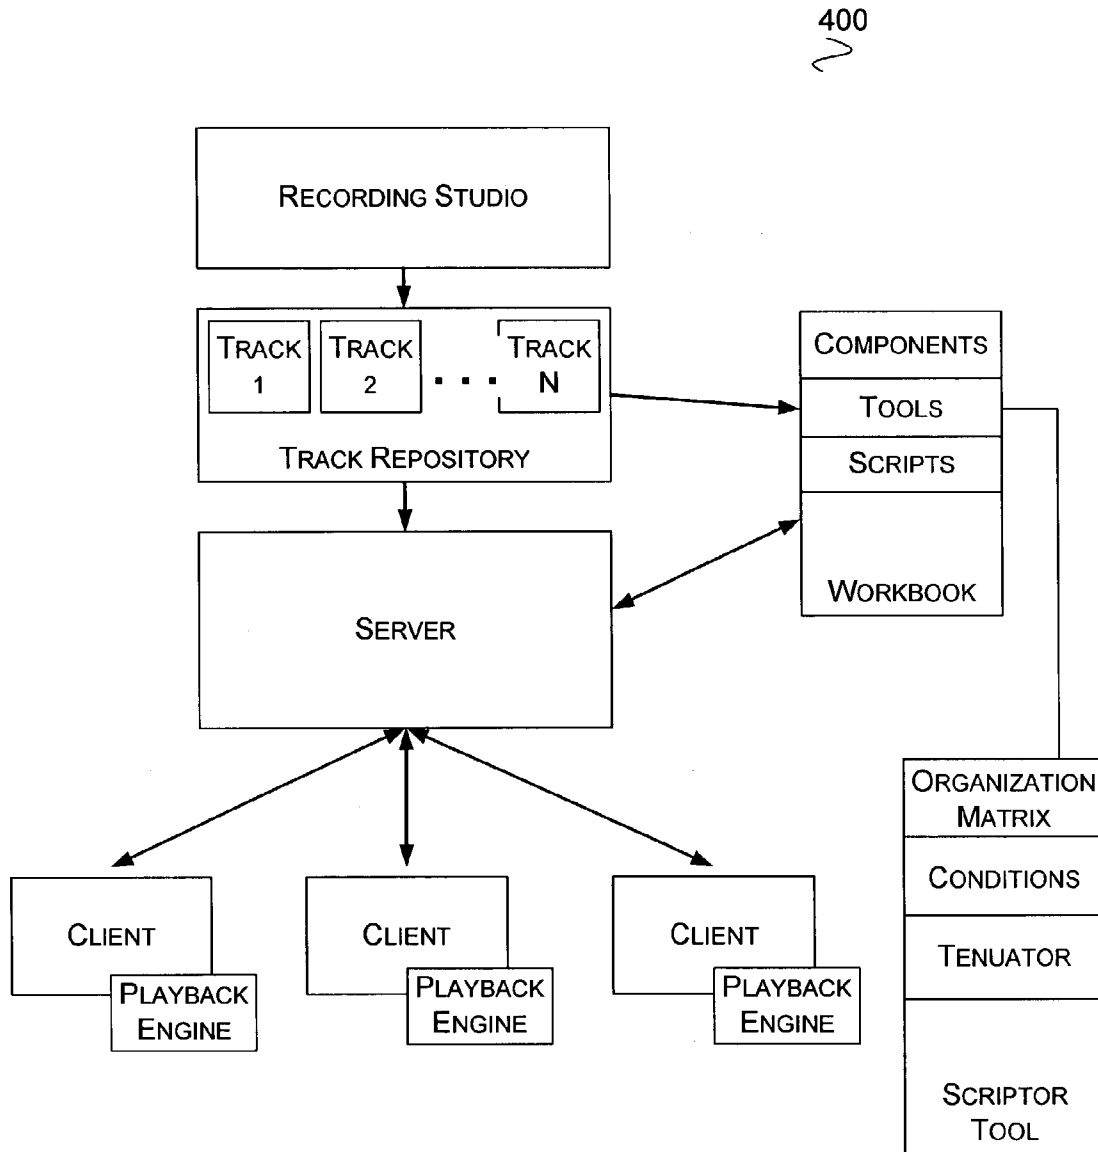 400
RECORDING STUDIO
TRACK
1
TRACK
2
...
TRACK
N
TRACK REPOSITORY
COMPONENTS
TOOLS
SCRIPTS
WORKBOOK
SERVER
CLIENT
PLAYBACK
ENGINE
CLIENT
PLAYBACK
ENGINE
CLIENT
PLAYBACK
ENGINE
ORGANIZATION
MATRIX
CONDITIONS
TENUATOR
SCRIPTOR
TOOL